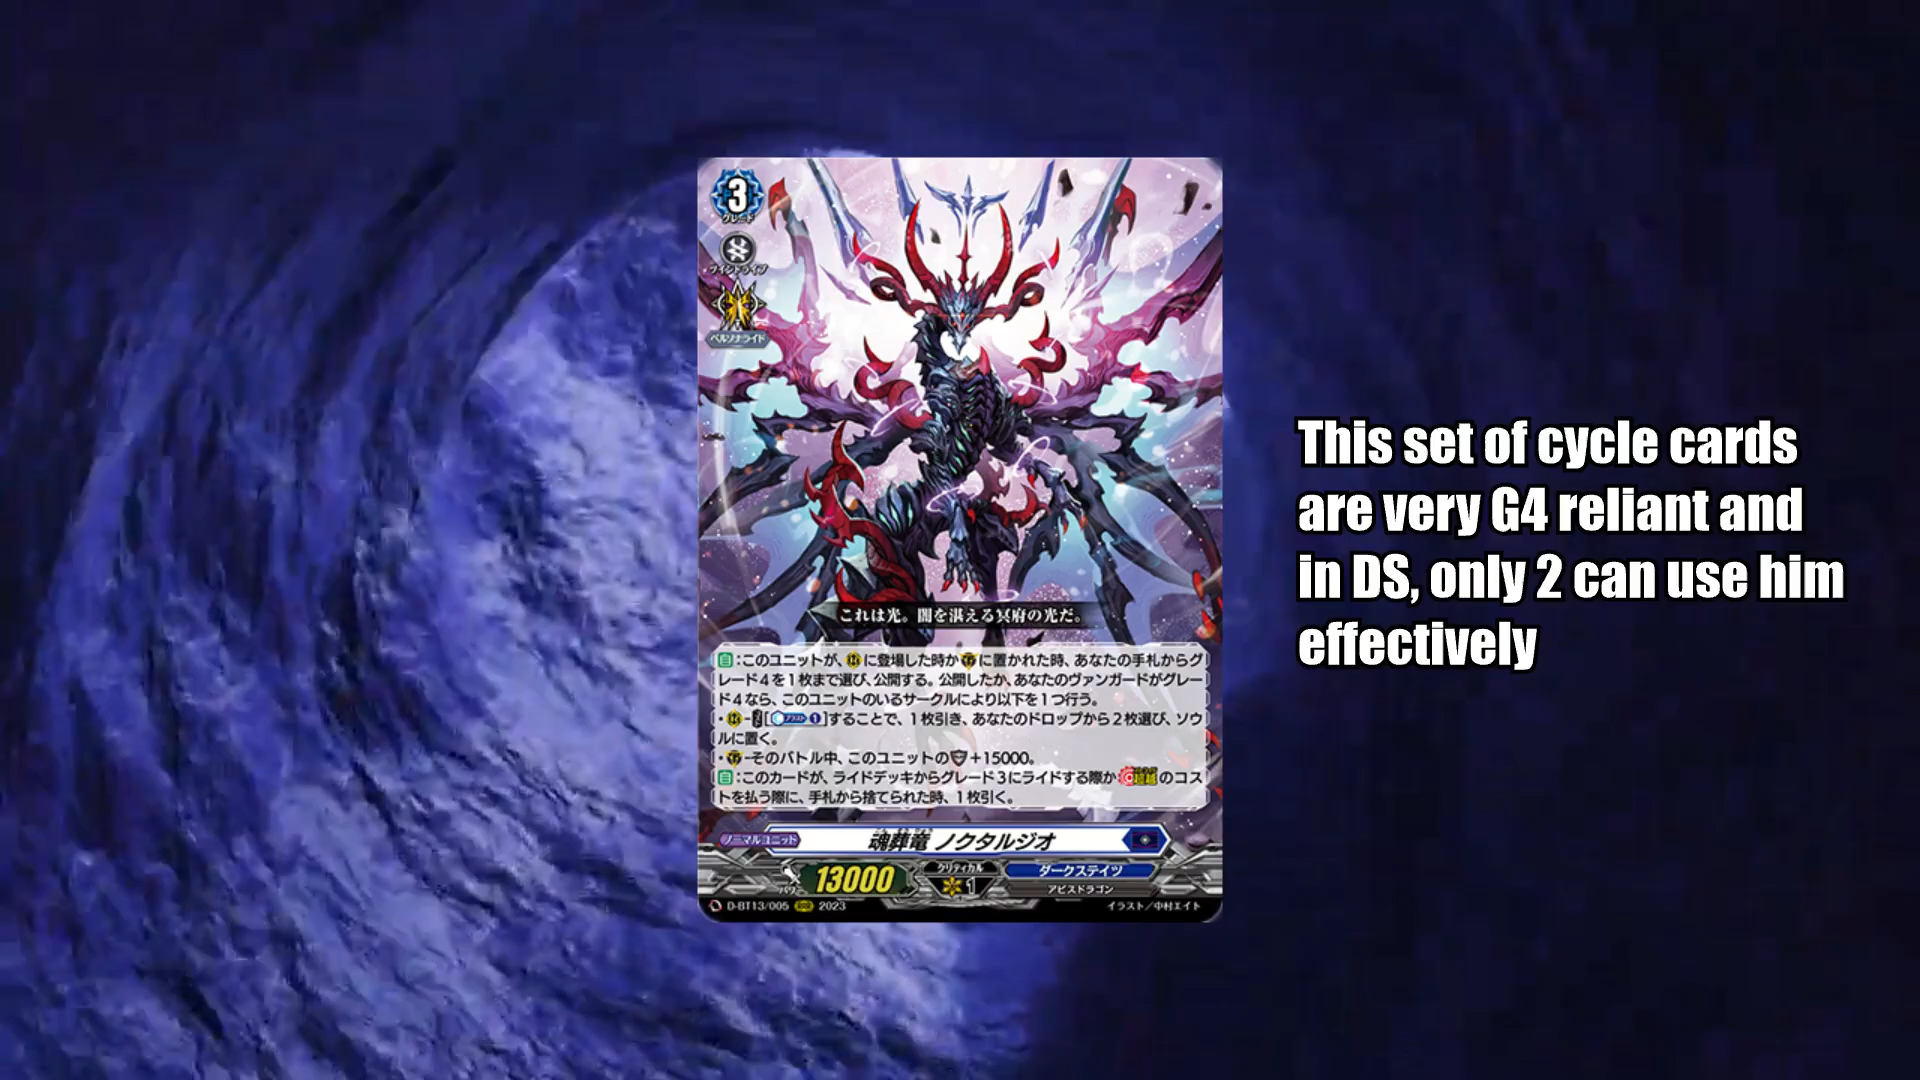 3
グレード
ツインドライブ
ペルソナライド
これは光。闇を湛える冥府の光だ。
:このユニットが、に登場した時かに置かれた時、あなたの手札からグ
レード4を1枚まで選び、公開する。公開したか、あなたのヴァンガードがグレー
ド4なら、このユニットのいるサークルにより以下を1つ行う。
・-[ブラスト1]することで、1枚引き、あなたのドロップから2枚選び、ソウ
ルに置く。
・-そのバトル中、このユニットの+15000。
:このカードが、ライドデッキからグレード3にライドする際か超越のコス
トを払う際に、手札から捨てられた時、1枚引く。
ノーマルユニット
魂葬竜 ノクタルジオ
パワー 13000
クリティカル
1
ダークステイツ
アビスドラゴン
D-BT13/005 RRR 2023
イラスト/中村エイト
This set of cycle cards
are very G4 reliant and
in DS, only 2 can use him
effectively